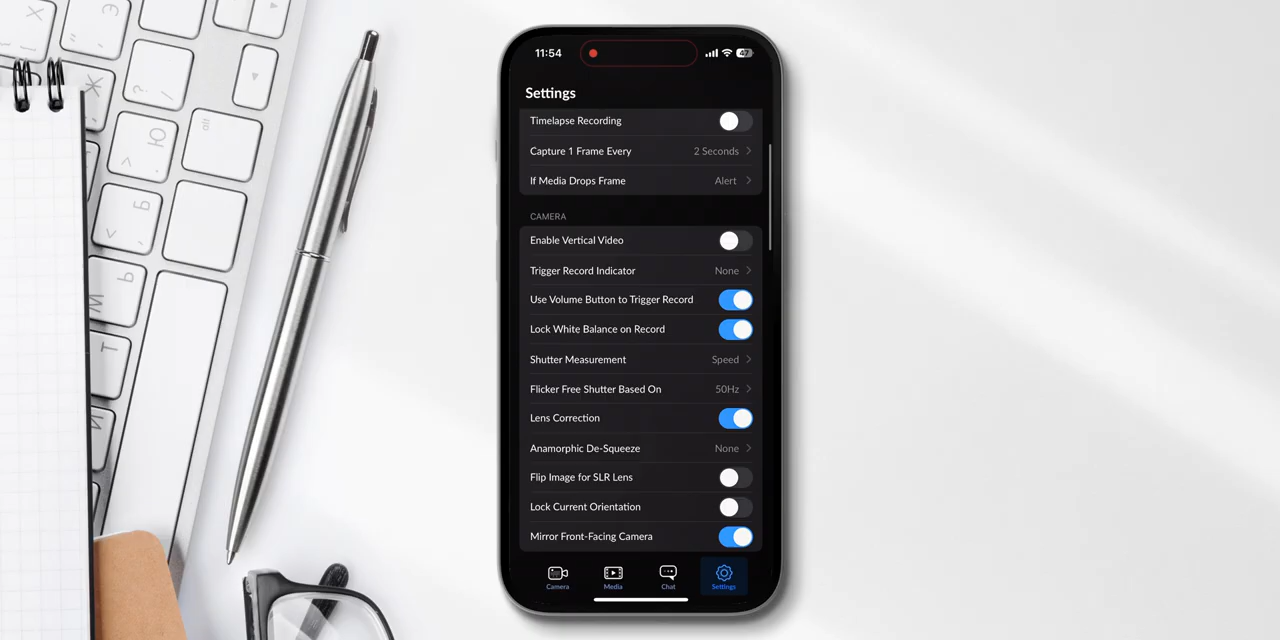 11:54
47
Settings
Timelapse Recording
Capture 1 Frame Every 2 Seconds
If Media Drops Frame Alert
CAMERA
Enable Vertical Video
Trigger Record Indicator None
Use Volume Button to Trigger Record
Lock White Balance on Record
Shutter Measurement Speed
Flicker Free Shutter Based On 50Hz
Lens Correction
Anamorphic De-Squeeze None
Flip Image for SLR Lens
Lock Current Orientation
Mirror Front-Facing Camera
Camera Media Chat Settings
Х
Ж
Ю
Б
Ь
Т
И
alt